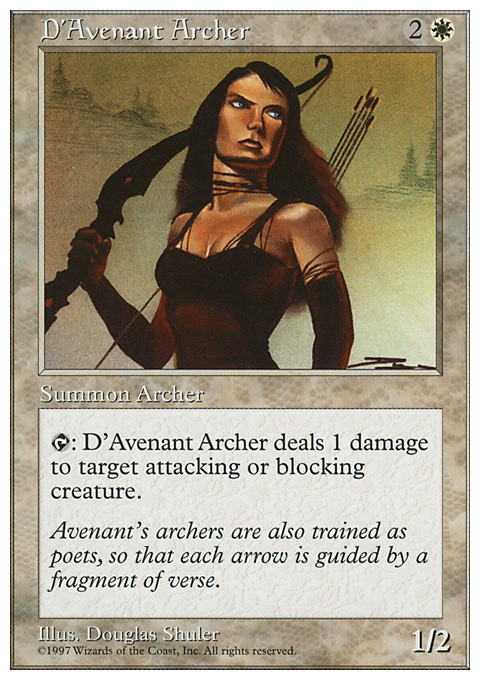 D'Avenant Archer 2
Summon Archer
: D'Avenant Archer deals 1 damage
to target attacking or blocking
creature.
Avenant's archers are also trained as
poets, so that each arrow is guided by a
fragment of verse.
Illus. Douglas Shuler
1/2
©1997 Wizards of the Coast, Inc. All rights reserved.